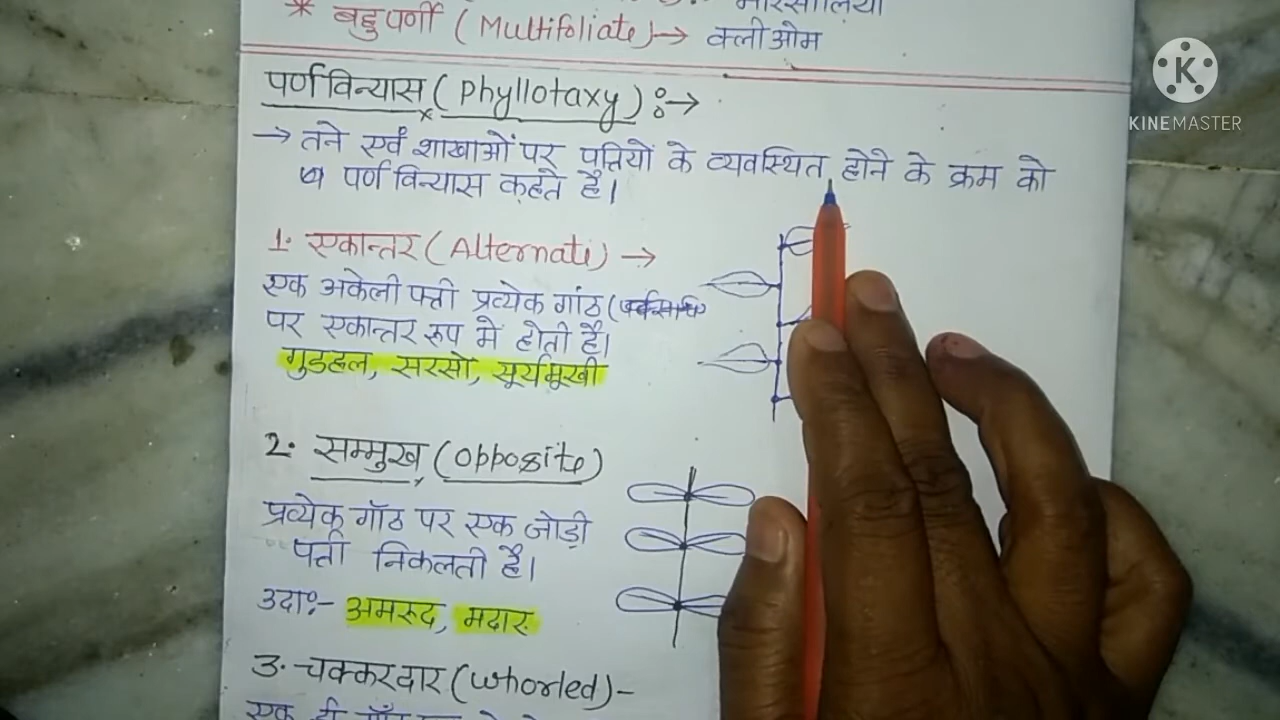 * बहुपर्णी (Multifoliate)→ क्लीओम
K
KINEMASTER
पर्णविन्यास (Phyllotaxy) :→
→ तने एवं शाखाओं पर पत्तियों के व्यवस्थित होने के क्रम को
पर्णविन्यास कहते हैं।
1. एकान्तर (Alternate) →
एक अकेली पत्ती प्रत्येक गांठ (
पर एकान्तर रूप में होती है।
गुडहल, सरसो, सूर्यमुखी
2. सम्मुख (Opposite)
प्रत्येक गाँठ पर एक जोड़ी
पत्ती निकलती है।
उदा०:- अमरुद, मदार
3. चक्करदार (Whorled)-